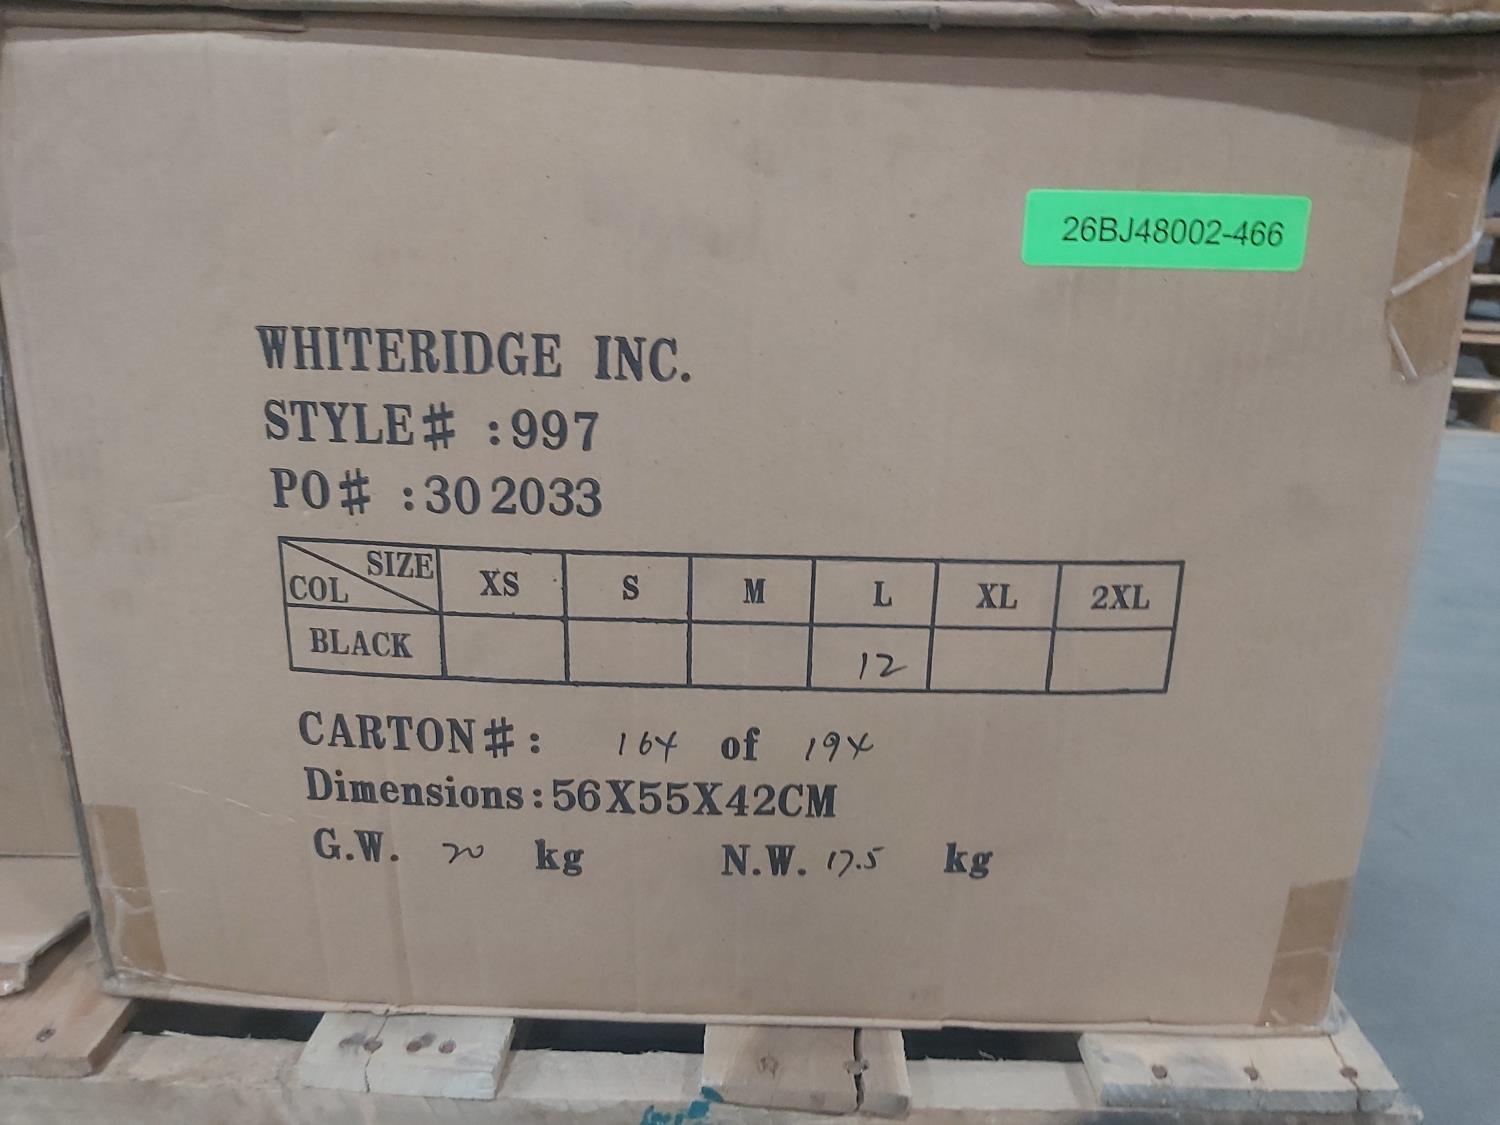 26BJ48002-466
WHITERIDGE INC.
STYLE# :997
PO# :302033
SIZE XS S M L XL 2XL
COL
BLACK 12
CARTON#: 164 of 194
Dimensions:56X55X42CM
G.W. 20 kg N.W. 17.5 kg